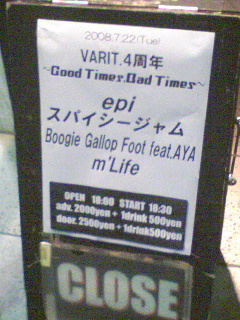 2008.7.22(Tue)
VARIT.4周年
~Good Times,Bad Times~
epi
スパイシージャム
Boogie Gallop Foot feat.AYA
m'Life
OPEN 18:00 START 18:30
adv. 2000yen + 1drink 500yen
door. 2500yen + 1drink500yen
CLOSE